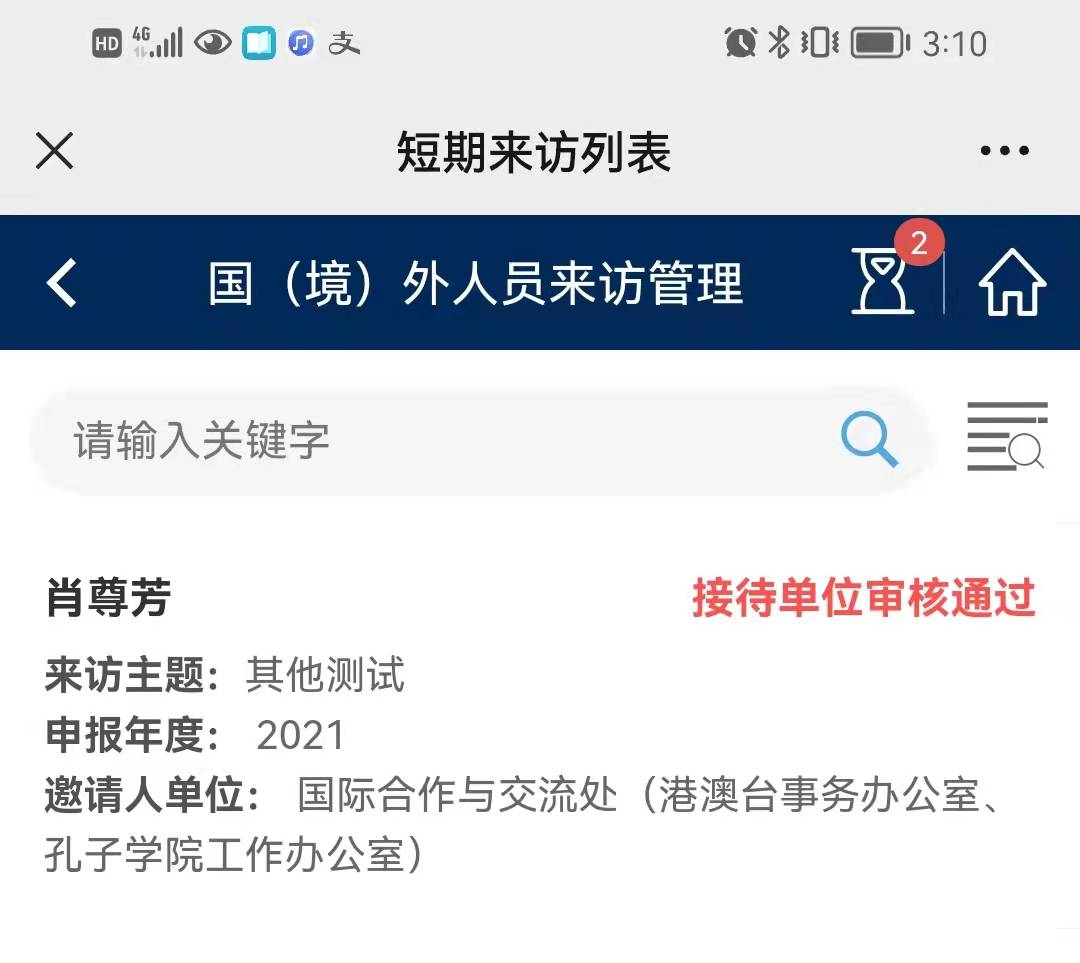 HD 4G 支 3:10
短期来访列表
国（境）外人员来访管理 2
请输入关键字
肖尊芳 接待单位审核通过
来访主题：其他测试
申报年度： 2021
邀请人单位： 国际合作与交流处（港澳台事务办公室、
孔子学院工作办公室）